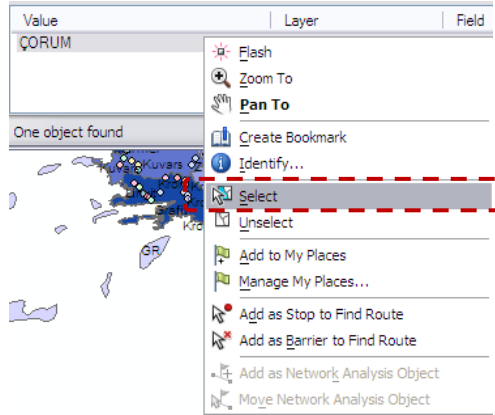 Value Layer Field
ÇORUM
Flash
Zoom To
Pan To
One object found
Create Bookmark
Identify...
Kuvars
Select
Unselect
GR
Add to My Places
Manage My Places...
Add as Stop to Find Route
Add as Barrier to Find Route
Add as Network Analysis Object
Move Network Analysis Object